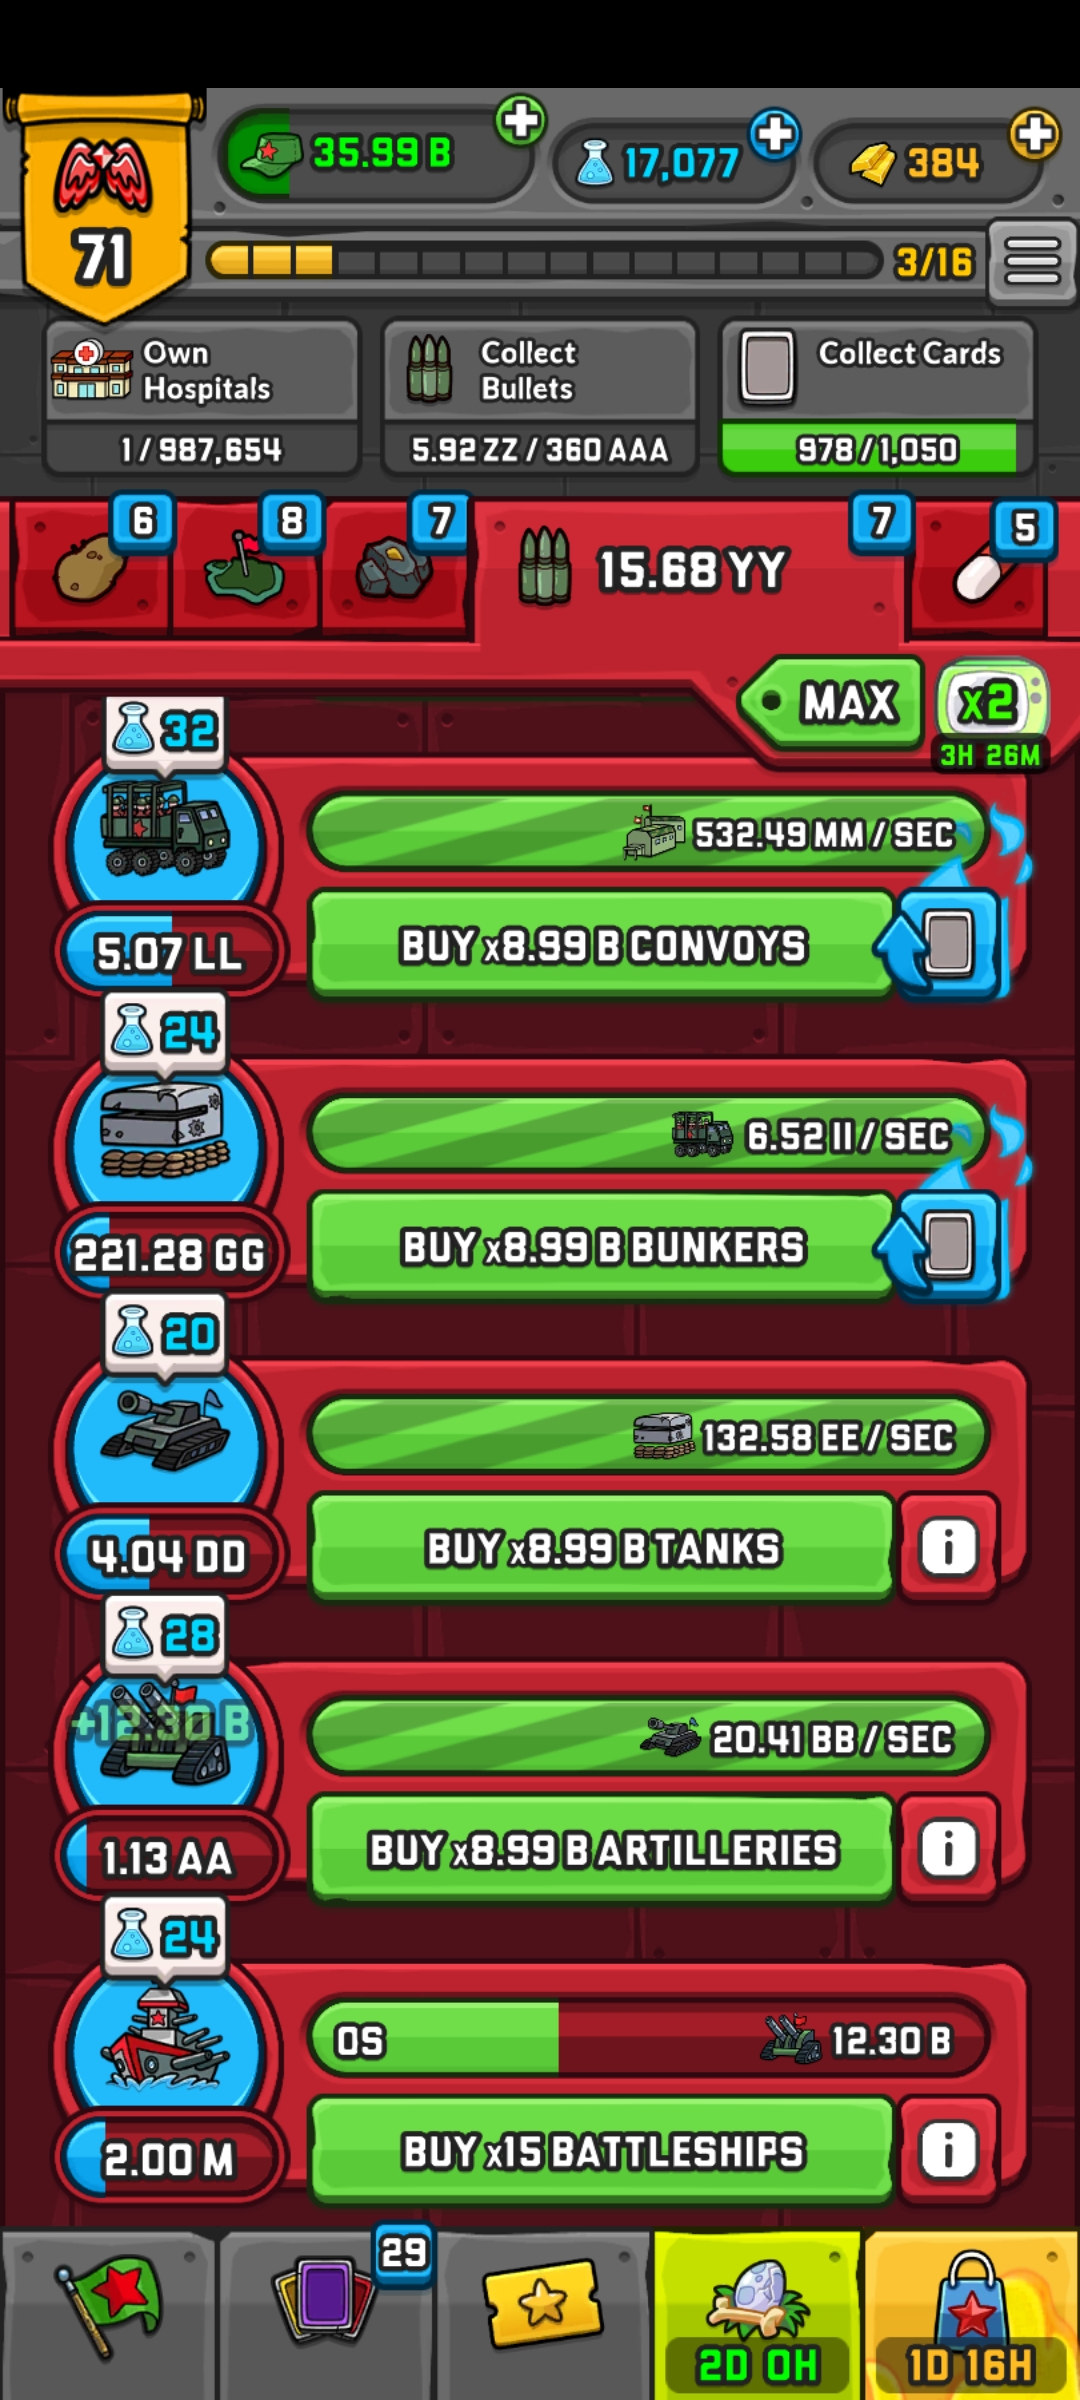 35.99 B
17,077
384
71
3/16
Own Hospitals
1 / 987,654
Collect Bullets
5.92 ZZ / 360 AAA
Collect Cards
978 / 1,050
6
8
7
15.68 YY
7
5
MAX
x2
3H 26M
32
532.49 MM / SEC
5.07 LL
BUY x8.99 B CONVOYS
24
6.52 II / SEC
221.28 GG
BUY x8.99 B BUNKERS
20
132.58 EE / SEC
4.04 DD
BUY x8.99 B TANKS
i
28
+12.30 B
20.41 BB / SEC
1.13 AA
BUY x8.99 B ARTILLERIES
i
24
0S
12.30 B
2.00 M
BUY x15 BATTLESHIPS
i
29
2D 0H
1D 16H